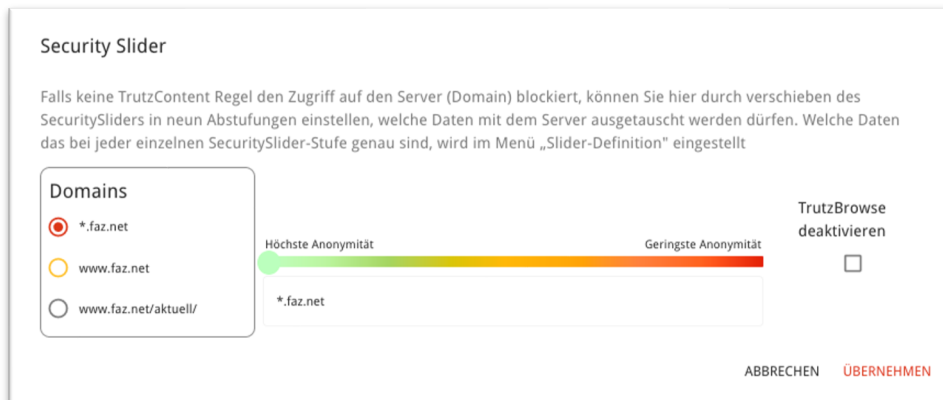 Security Slider
Falls keine TrutzContent Regel den Zugriff auf den Server (Domain) blockiert, können Sie hier durch verschieben des
SecuritySliders in neun Abstufungen einstellen, welche Daten mit dem Server ausgetauscht werden dürfen. Welche Daten
das bei jeder einzelnen SecuritySlider-Stufe genau sind, wird im Menü „Slider-Definition" eingestellt
Domains
*.faz.net
www.faz.net
www.faz.net/aktuell/
Höchste Anonymität
Geringste Anonymität
*.faz.net
TrutzBrowse
deaktivieren
ABBRECHEN
ÜBERNEHMEN